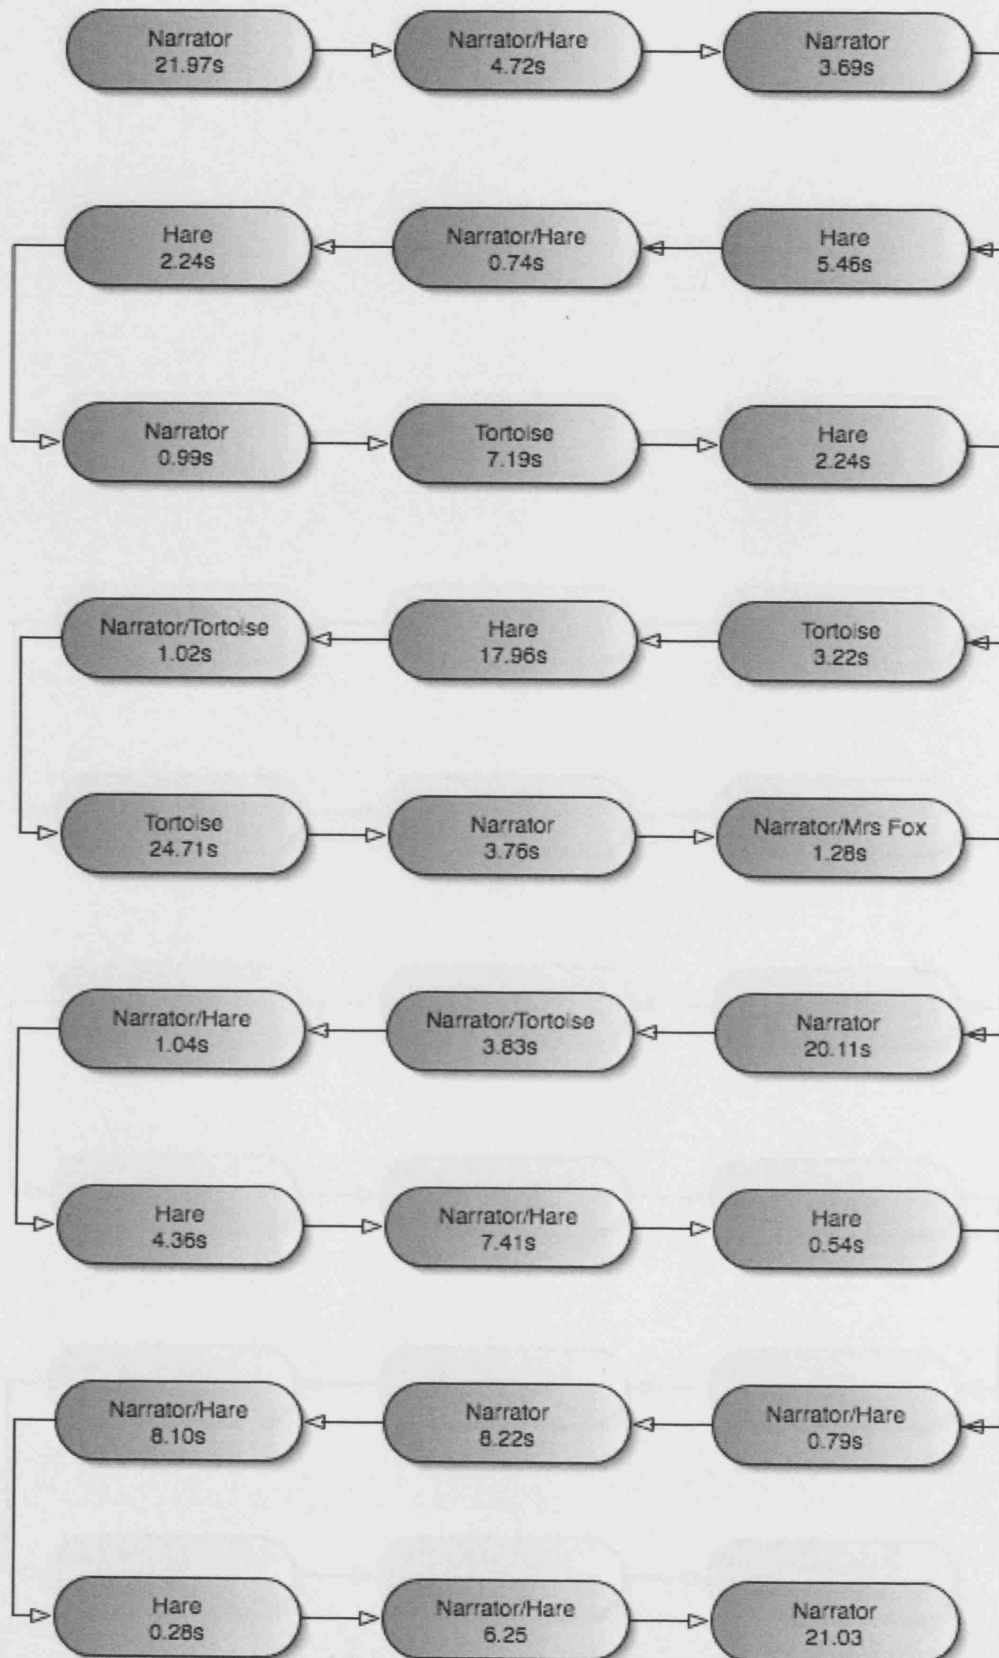 Narrator
21.97s
Narrator/Hare
4.72s
Narrator
3.69s
Hare
5.46s
Narrator/Hare
0.74s
Hare
2.24s
Narrator
0.99s
Tortoise
7.19s
Hare
2.24s
Tortoise
3.22s
Hare
17.96s
Narrator/Tortoise
1.02s
Tortoise
24.71s
Narrator
3.76s
Narrator/Mrs Fox
1.28s
Narrator
20.11s
Narrator/Tortoise
3.83s
Narrator/Hare
1.04s
Hare
4.36s
Narrator/Hare
7.41s
Hare
0.54s
Narrator/Hare
0.79s
Narrator
8.22s
Narrator/Hare
8.10s
Hare
0.28s
Narrator/Hare
6.25
Narrator
21.03